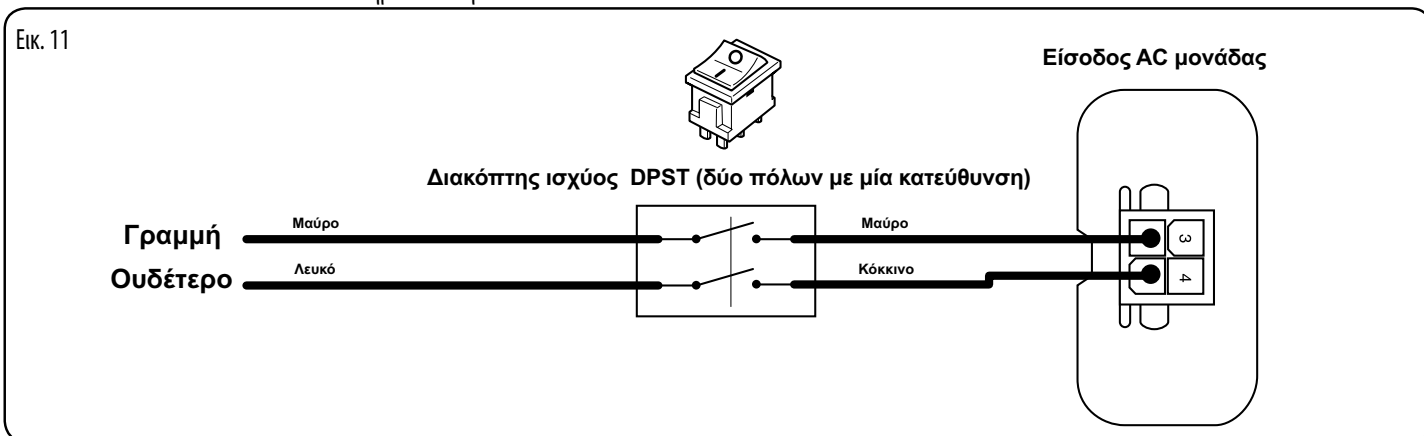 Εικ. 11
Είσοδος AC μονάδας
Διακόπτης ισχύος DPST (δύο πόλων με μία κατεύθυνση)
Γραμμή
Μαύρο
Μαύρο
3
Ουδέτερο
Λευκό
Κόκκινο
4